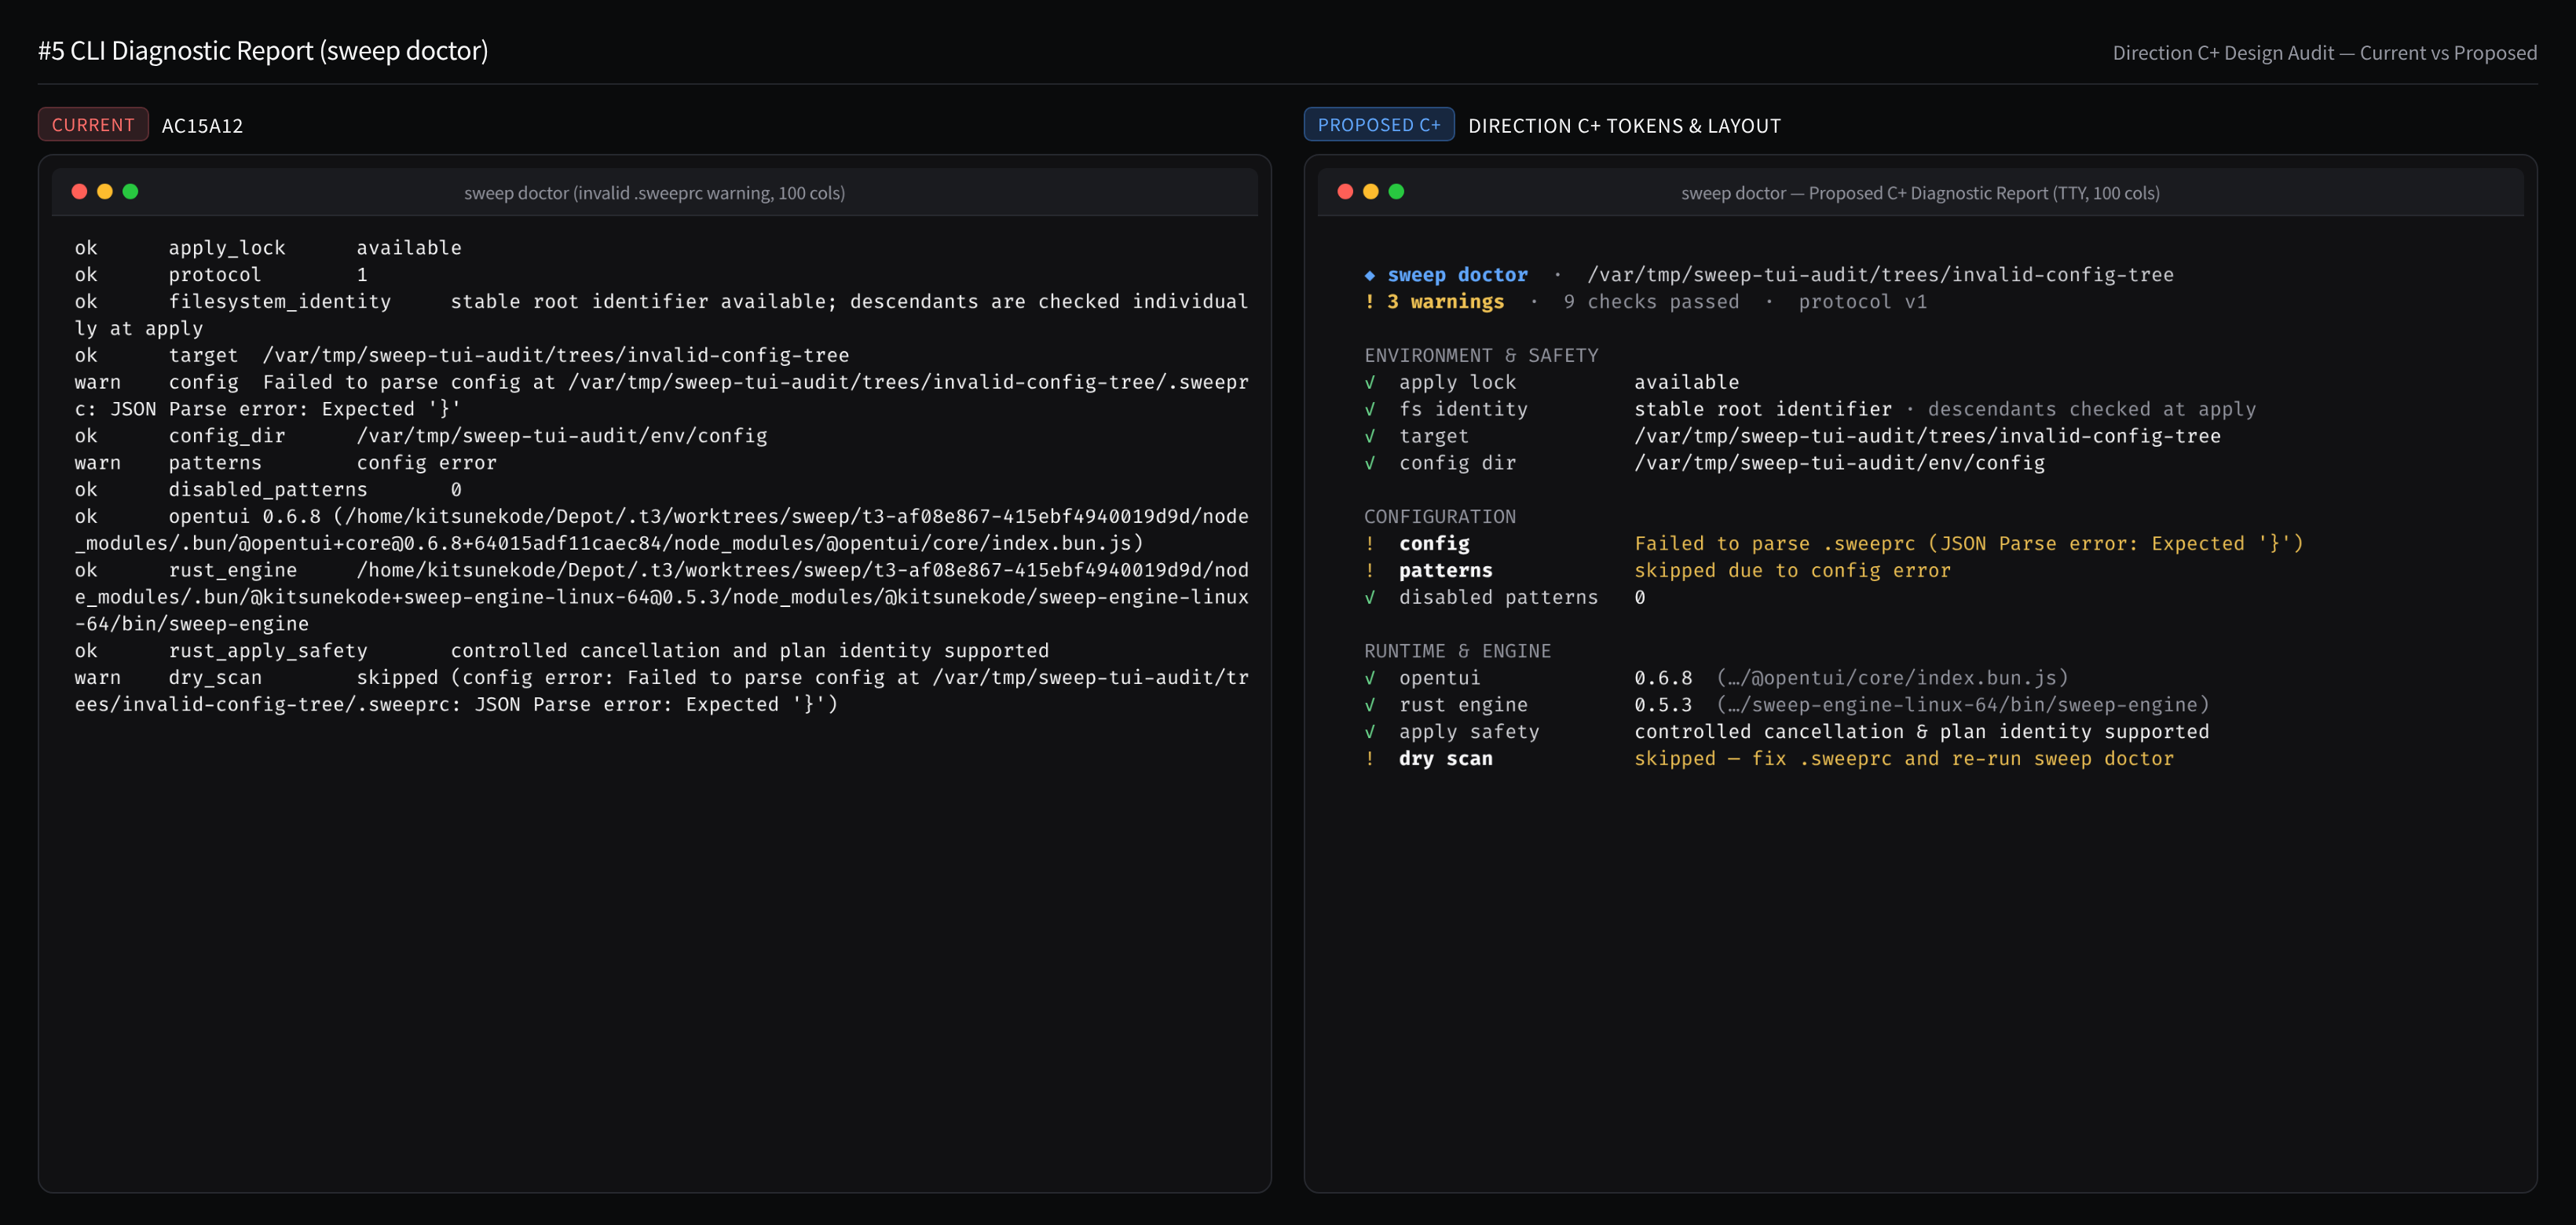 #5 CLI Diagnostic Report (sweep doctor)
Direction C+ Design Audit — Current vs Proposed
CURRENT AC15A12
sweep doctor (invalid .sweeprc warning, 100 cols)
ok      apply_lock      available
ok      protocol        1
ok      filesystem_identity     stable root identifier available; descendants are checked individual
ly at apply
ok      target  /var/tmp/sweep-tui-audit/trees/invalid-config-tree
warn    config  Failed to parse config at /var/tmp/sweep-tui-audit/trees/invalid-config-tree/.sweepr
c: JSON Parse error: Expected '}'
ok      config_dir      /var/tmp/sweep-tui-audit/env/config
warn    patterns        config error
ok      disabled_patterns       0
ok      opentui 0.6.8 (/home/kitsunekode/Depot/.t3/worktrees/sweep/t3-af08e867-415ebf4940019d9d/node
_modules/.bun/@opentui+core@0.6.8+64015adf11caec84/node_modules/@opentui/core/index.bun.js)
ok      rust_engine     /home/kitsunekode/Depot/.t3/worktrees/sweep/t3-af08e867-415ebf4940019d9d/nod
e_modules/.bun/@kitsunekode+sweep-engine-linux-64@0.5.3/node_modules/@kitsunekode/sweep-engine-linux
-64/bin/sweep-engine
ok      rust_apply_safety       controlled cancellation and plan identity supported
warn    dry_scan        skipped (config error: Failed to parse config at /var/tmp/sweep-tui-audit/tr
ees/invalid-config-tree/.sweeprc: JSON Parse error: Expected '}')
PROPOSED C+ DIRECTION C+ TOKENS & LAYOUT
sweep doctor — Proposed C+ Diagnostic Report (TTY, 100 cols)
◆ sweep doctor  ·  /var/tmp/sweep-tui-audit/trees/invalid-config-tree
! 3 warnings  ·  9 checks passed  ·  protocol v1
ENVIRONMENT & SAFETY
√  apply lock          available
√  fs identity         stable root identifier · descendants checked at apply
√  target              /var/tmp/sweep-tui-audit/trees/invalid-config-tree
√  config dir          /var/tmp/sweep-tui-audit/env/config
CONFIGURATION
!  config              Failed to parse .sweeprc (JSON Parse error: Expected '}')
!  patterns            skipped due to config error
√  disabled patterns   0
RUNTIME & ENGINE
√  opentui             0.6.8  (…/@opentui/core/index.bun.js)
√  rust engine         0.5.3  (…/sweep-engine-linux-64/bin/sweep-engine)
√  apply safety        controlled cancellation & plan identity supported
!  dry scan            skipped — fix .sweeprc and re-run sweep doctor